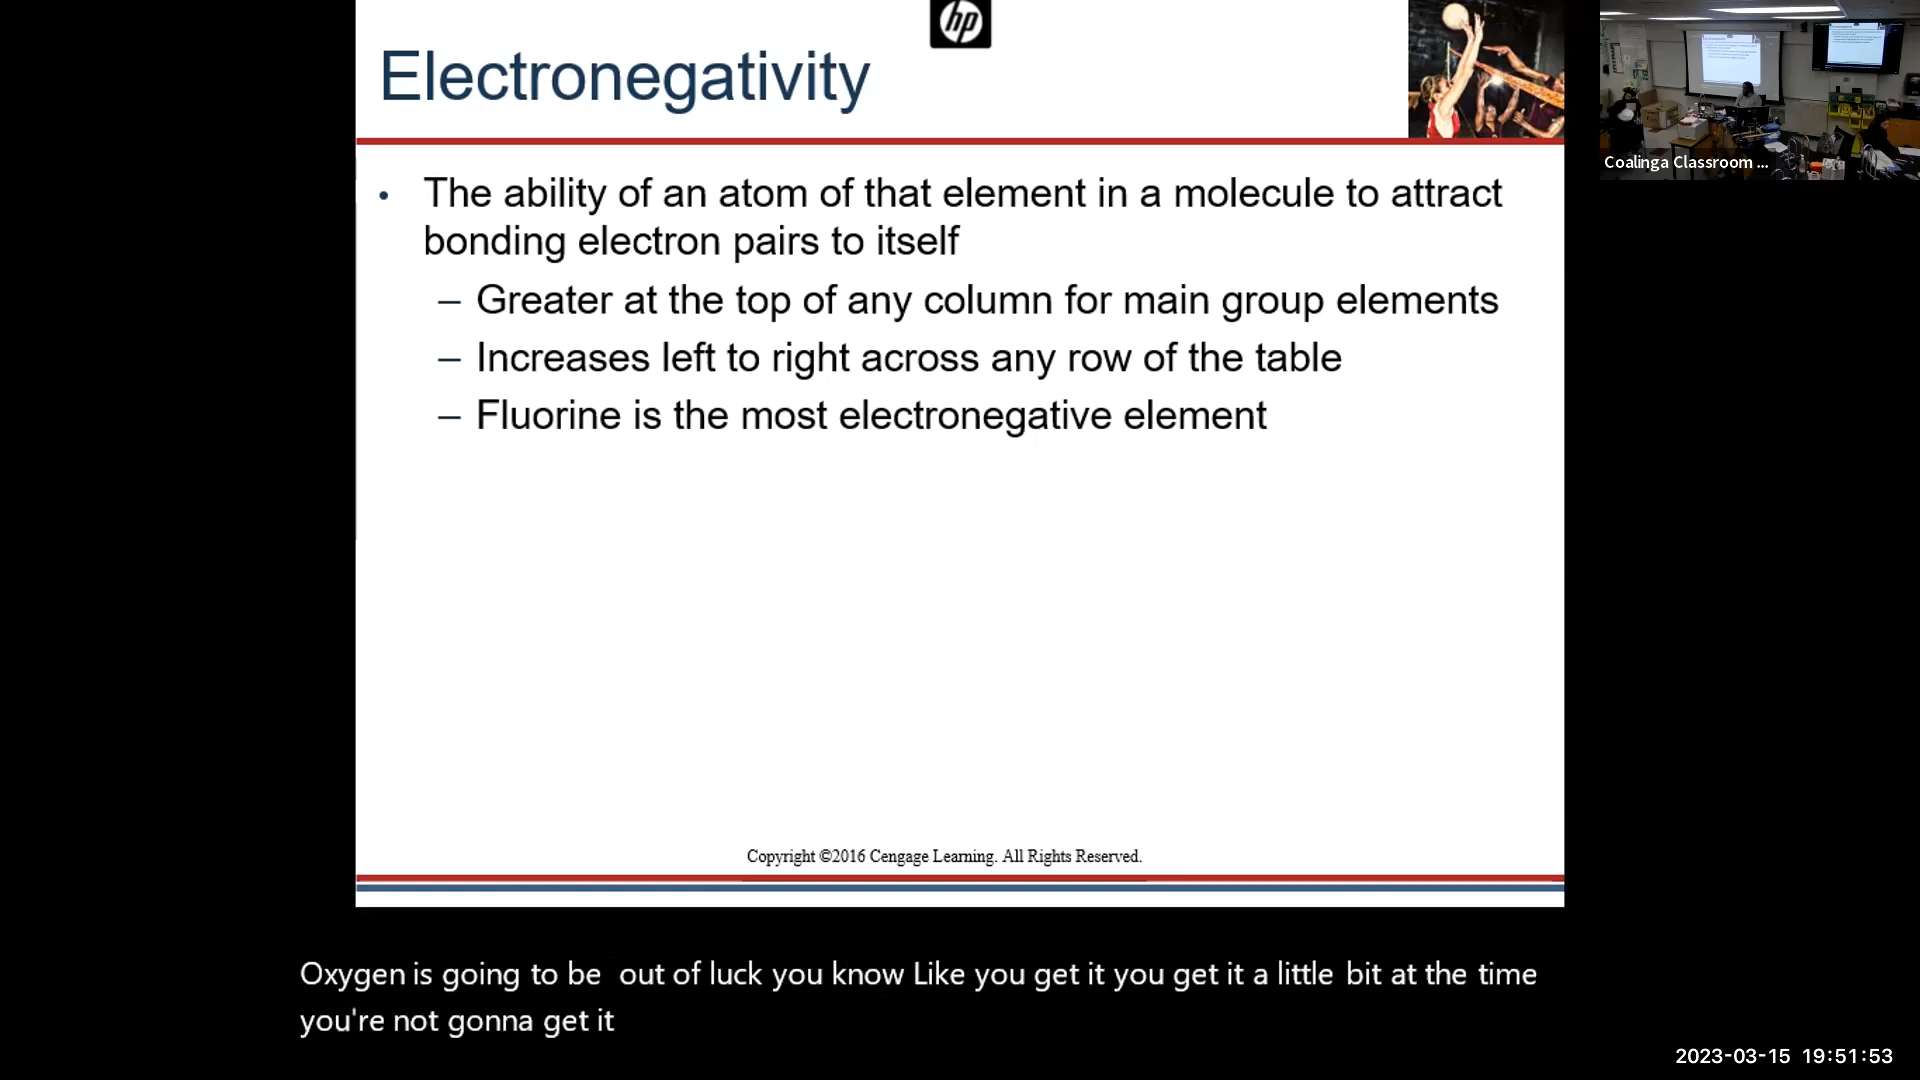 hp
Electronegativity
Coalinga Classroom ...
• The ability of an atom of that element in a molecule to attract
bonding electron pairs to itself
– Greater at the top of any column for main group elements
– Increases left to right across any row of the table
– Fluorine is the most electronegative element
Copyright ©2016 Cengage Learning. All Rights Reserved.
Oxygen is going to be out of luck you know Like you get it you get it a little bit at the time
you're not gonna get it
2023-03-15 19:51:53